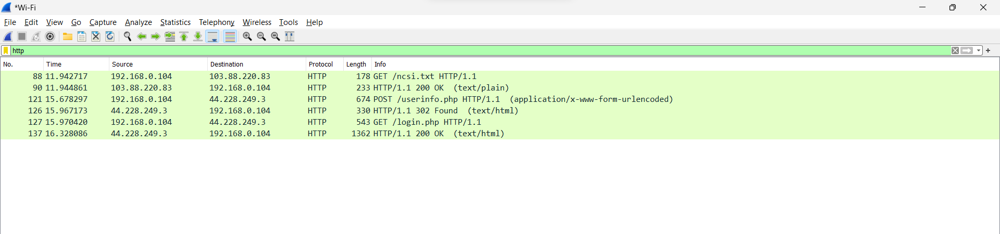 *Wi-Fi
File Edit View Go Capture Analyze Statistics Telephony Wireless Tools Help
http
No. Time Source Destination Protocol Length Info
88 11.942717 192.168.0.104 103.88.220.83 HTTP 178 GET /ncsi.txt HTTP/1.1
90 11.944861 103.88.220.83 192.168.0.104 HTTP 233 HTTP/1.1 200 OK (text/plain)
121 15.678297 192.168.0.104 44.228.249.3 HTTP 674 POST /userinfo.php HTTP/1.1 (application/x-www-form-urlencoded)
126 15.967173 44.228.249.3 192.168.0.104 HTTP 330 HTTP/1.1 302 Found (text/html)
127 15.970420 192.168.0.104 44.228.249.3 HTTP 543 GET /login.php HTTP/1.1
137 16.328086 44.228.249.3 192.168.0.104 HTTP 1362 HTTP/1.1 200 OK (text/html)